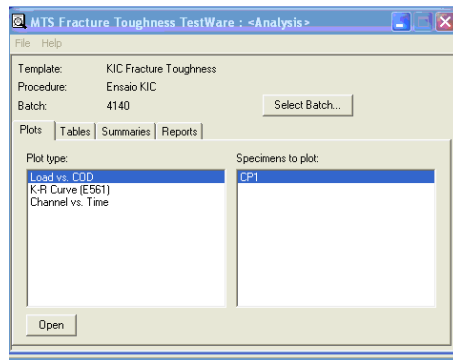 MTS Fracture Toughness TestWare : <Analysis>
File Help
Template: KIC Fracture Toughness
Procedure: Ensaio KIC
Batch: 4140 Select Batch...
Plots Tables Summaries Reports
Plot type: Specimens to plot:
Load vs. COD CP1
K-R Curve (E561)
Channel vs. Time
Open